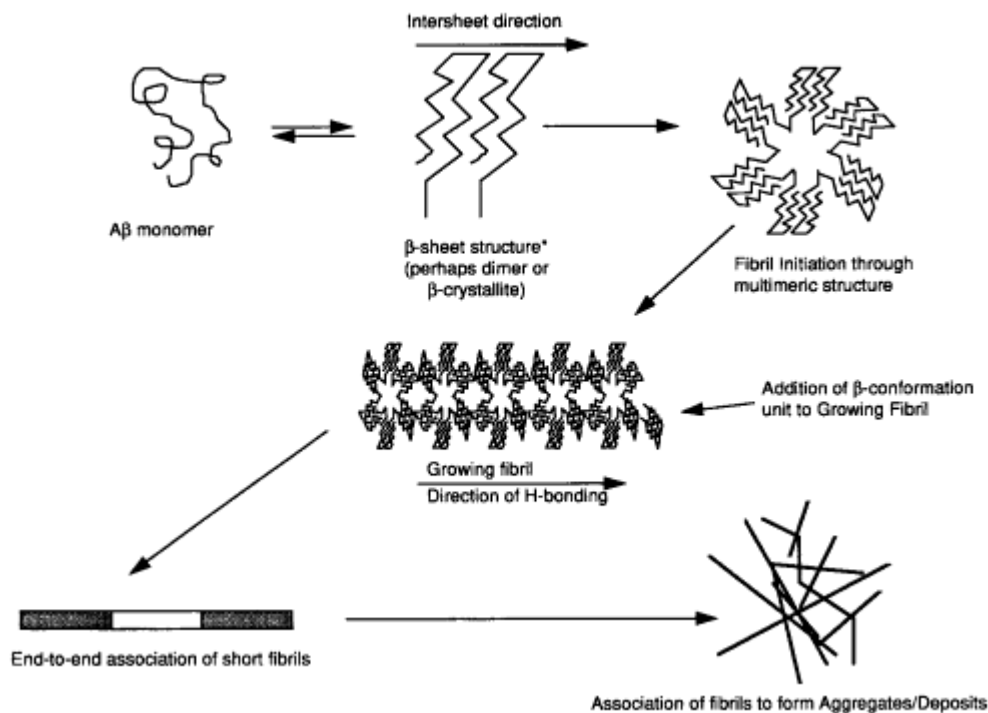 Intersheet direction
Aβ monomer
β-sheet structure*
(perhaps dimer or
β-crystallite)
Fibril Initiation through
multimeric structure
Addition of β-conformation
unit to Growing Fibril
Growing fibril
Direction of H-bonding
End-to-end association of short fibrils
Association of fibrils to form Aggregates/Deposits